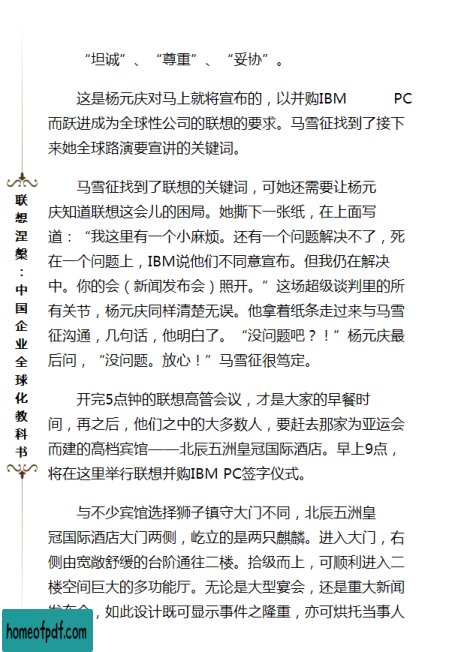 “坦诚”、“尊重”、“妥协”。
这是杨元庆对马上就将宣布的，以并购IBM PC
而跃进成为全球性公司的联想的要求。马雪征找到了接下
来她全球路演要宣讲的关键词。
马雪征找到了联想的关键词，可她还需要让杨元
庆知道联想这会儿的困局。她撕下一张纸，在上面写
道：“我这里有一个小麻烦。还有一个问题解决不了，死
在一个问题上，IBM说他们不同意宣布。但我仍在解决
中。你的会（新闻发布会）照开。”这场超级谈判里的所
有关节，杨元庆同样清楚无误。他拿着纸条走过来与马雪
征沟通，几句话，他明白了。“没问题吧？！”杨元庆最
后问，“没问题。放心！”马雪征很笃定。
开完5点钟的联想高管会议，才是大家的早餐时
间，再之后，他们之中的大多数人，要赶去那家为亚运会
而建的高档宾馆——北辰五洲皇冠国际酒店。早上9点，
将在这里举行联想并购IBM PC签字仪式。
与不少宾馆选择狮子镇守大门不同，北辰五洲皇
冠国际酒店大门两侧，屹立的是两只麒麟。进入大门，右
侧由宽敞舒缓的台阶通往二楼。拾级而上，可顺利进入二
楼空间巨大的多功能厅。无论是大型宴会，还是重大新闻
发布会，如此设计既可显示事件之隆重，亦可烘托当事人
联想涅槃：中国企业全球化教科书
homeofpdf.com